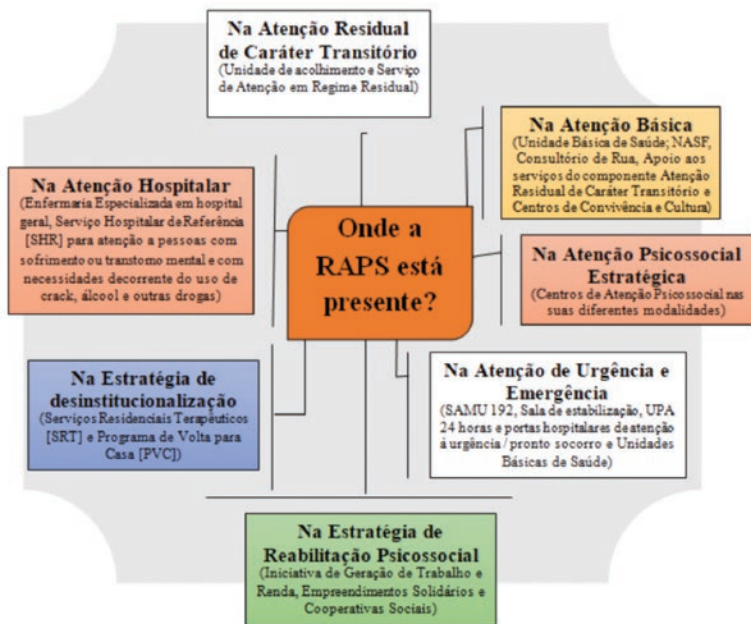 Na Atenção Residual
de Caráter Transitório
(Unidade de acolhimento e Serviço
de Atenção em Regime Residual)
Na Atenção Básica
(Unidade Básica de Saúde; NASF,
Consultório de Rua, Apoio aos
serviços do componente Atenção
Residual de Caráter Transitório e
Centros de Convivência e Cultura)
Na Atenção Hospitalar
(Enfermaria Especializada em hospital
geral, Serviço Hospitalar de Referência
[SHR] para atenção a pessoas com
sofrimento ou transtorno mental e com
necessidades decorrente do uso de
crack, álcool e outras drogas)
Onde a
RAPS está
presente?
Na Atenção Psicossocial
Estratégica
(Centros de Atenção Psicossocial nas
suas diferentes modalidades)
Na Estratégia de
desinstitucionalização
(Serviços Residenciais Terapêuticos
[SRT] e Programa de Volta para
Casa [PVC])
Na Atenção de Urgência e
Emergência
(SAMU 192, Sala de estabilização, UPA
24 horas e portas hospitalares de atenção
à urgência / pronto socorro e Unidades
Básicas de Saúde)
Na Estratégia de
Reabilitação Psicossocial
(Iniciativa de Geração de Trabalho e
Renda, Empreendimentos Solidários e
Cooperativas Sociais)